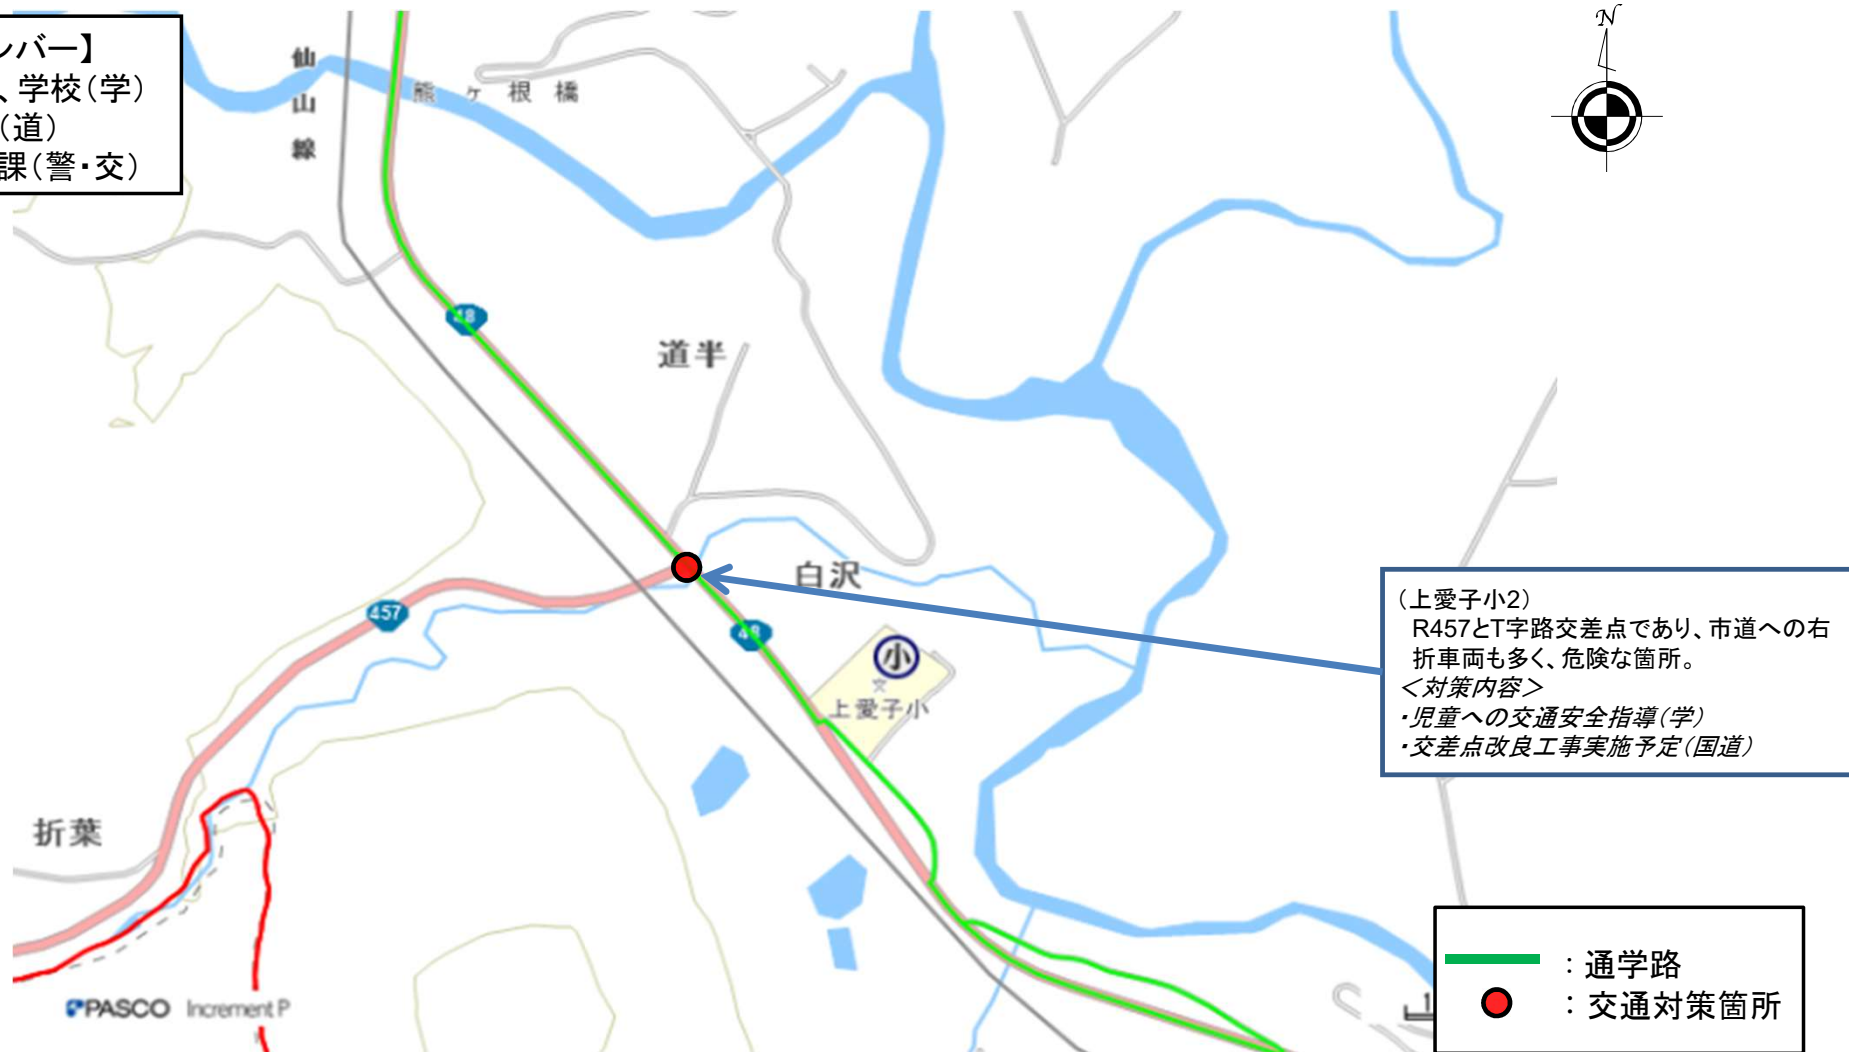 ンバー】
、学校(学)
(道)
課(警・交)
仙山線
熊ヶ根橋
N
48
道半
白沢
457
48
小
文
上愛子小
折葉
(上愛子小2)
R457とT字路交差点であり、市道への右
折車両も多く、危険な箇所。
<対策内容>
・児童への交通安全指導(学)
・交差点改良工事実施予定(国道)
PASCO Increment P
:通学路
:交通対策箇所